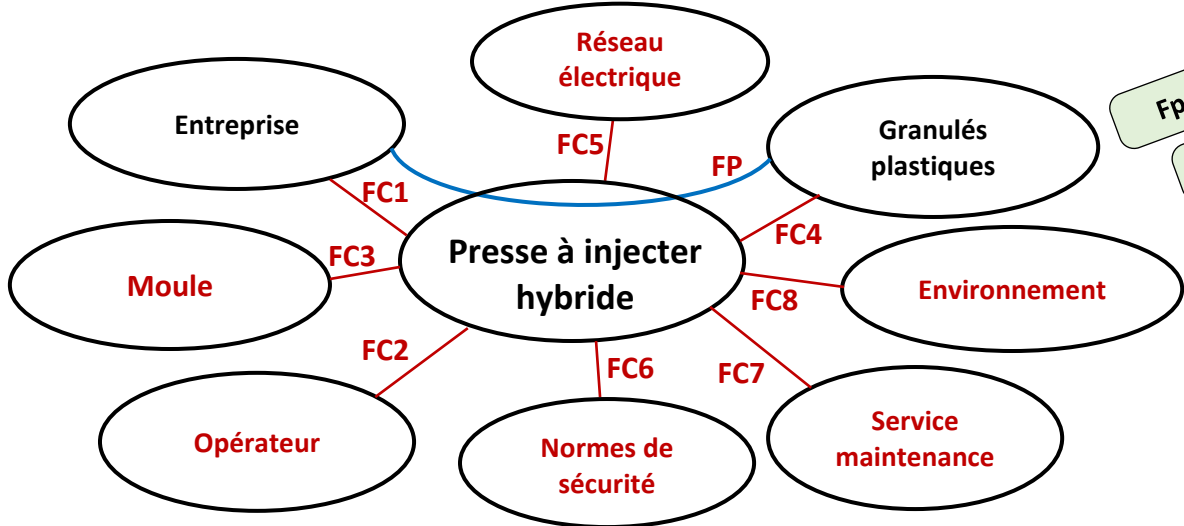 Réseau
électrique
Entreprise
Granulés
plastiques
Fp
FC5
FP
FC1
FC4
FC3
Presse à injecter
hybride
Moule
Environnement
FC8
FC2
FC6
FC7
Opérateur
Normes de
sécurité
Service
maintenance